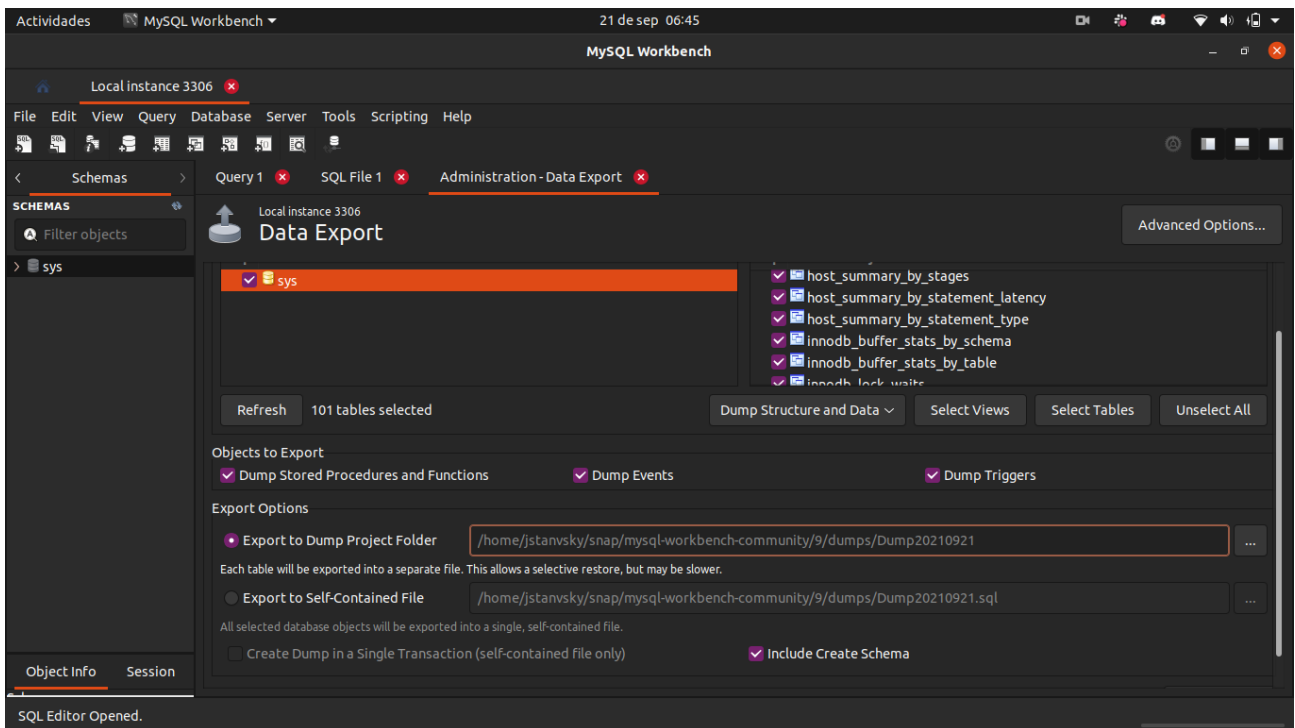 Actividades MySQL Workbench 21 de sep 06:45
MySQL Workbench
Local instance 3306
File Edit View Query Database Server Tools Scripting Help
Schemas Query 1 SQL File 1 Administration - Data Export
SCHEMAS
Filter objects
sys
Local instance 3306
Data Export
Advanced Options...
sys
host_summary_by_stages
host_summary_by_statement_latency
host_summary_by_statement_type
innodb_buffer_stats_by_schema
innodb_buffer_stats_by_table
innodb_lock_waits
Refresh 101 tables selected Dump Structure and Data Select Views Select Tables Unselect All
Objects to Export
Dump Stored Procedures and Functions Dump Events Dump Triggers
Export Options
Export to Dump Project Folder /home/jstanvsky/snap/mysql-workbench-community/9/dumps/Dump20210921 ...
Each table will be exported into a separate file. This allows a selective restore, but may be slower.
Export to Self-Contained File /home/jstanvsky/snap/mysql-workbench-community/9/dumps/Dump20210921.sql ...
All selected database objects will be exported into a single, self-contained file.
Create Dump in a Single Transaction (self-contained file only) Include Create Schema
Object Info Session
SQL Editor Opened.